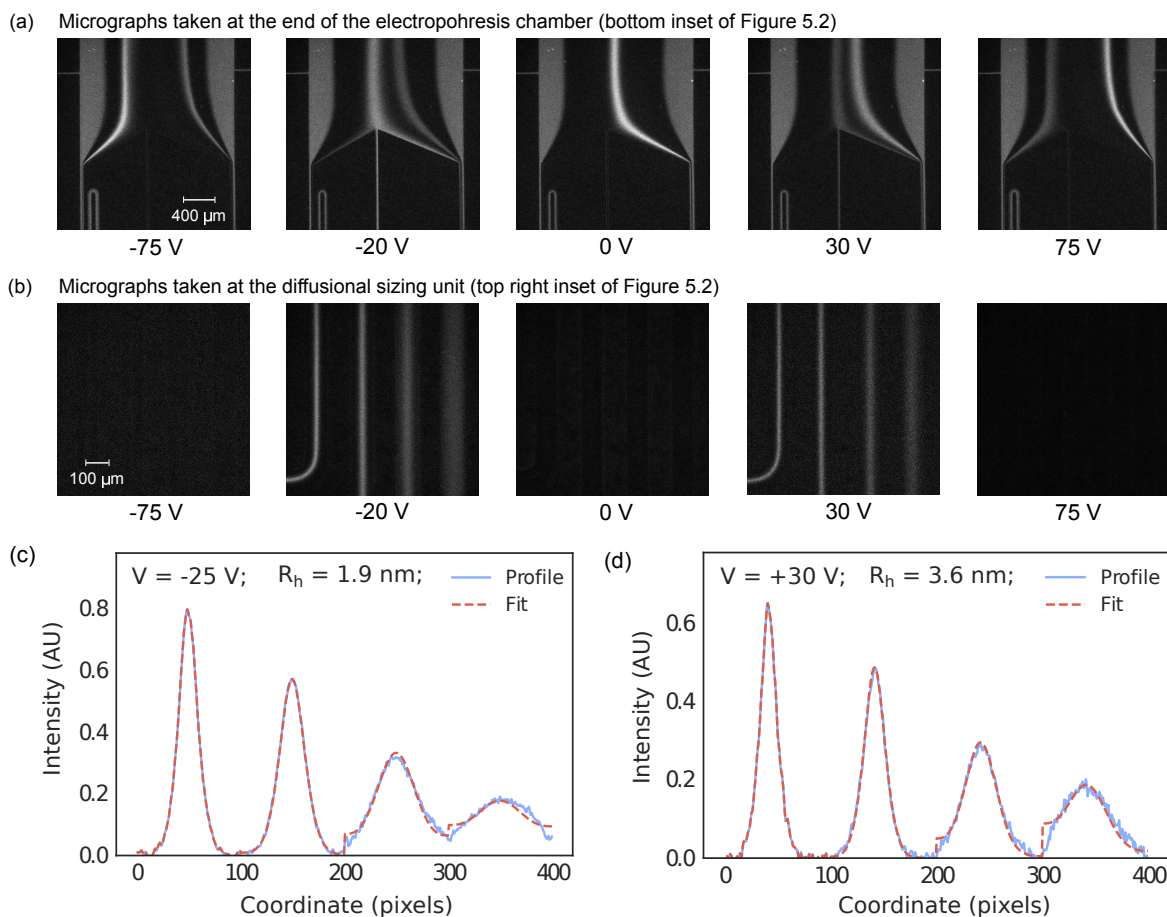 (a) Micrographs taken at the end of the electropohresis chamber (bottom inset of Figure 5.2)
400 µm
-75 V
-20 V
0 V
30 V
75 V
(b) Micrographs taken at the diffusional sizing unit (top right inset of Figure 5.2)
100 µm
-75 V
-20 V
0 V
30 V
75 V
(c)
V = -25 V; R_h = 1.9 nm;
Profile
Fit
Intensity (AU)
0.8
0.6
0.4
0.2
0.0
0 100 200 300 400
Coordinate (pixels)
(d)
V = +30 V; R_h = 3.6 nm;
Profile
Fit
Intensity (AU)
0.6
0.4
0.2
0.0
0 100 200 300 400
Coordinate (pixels)